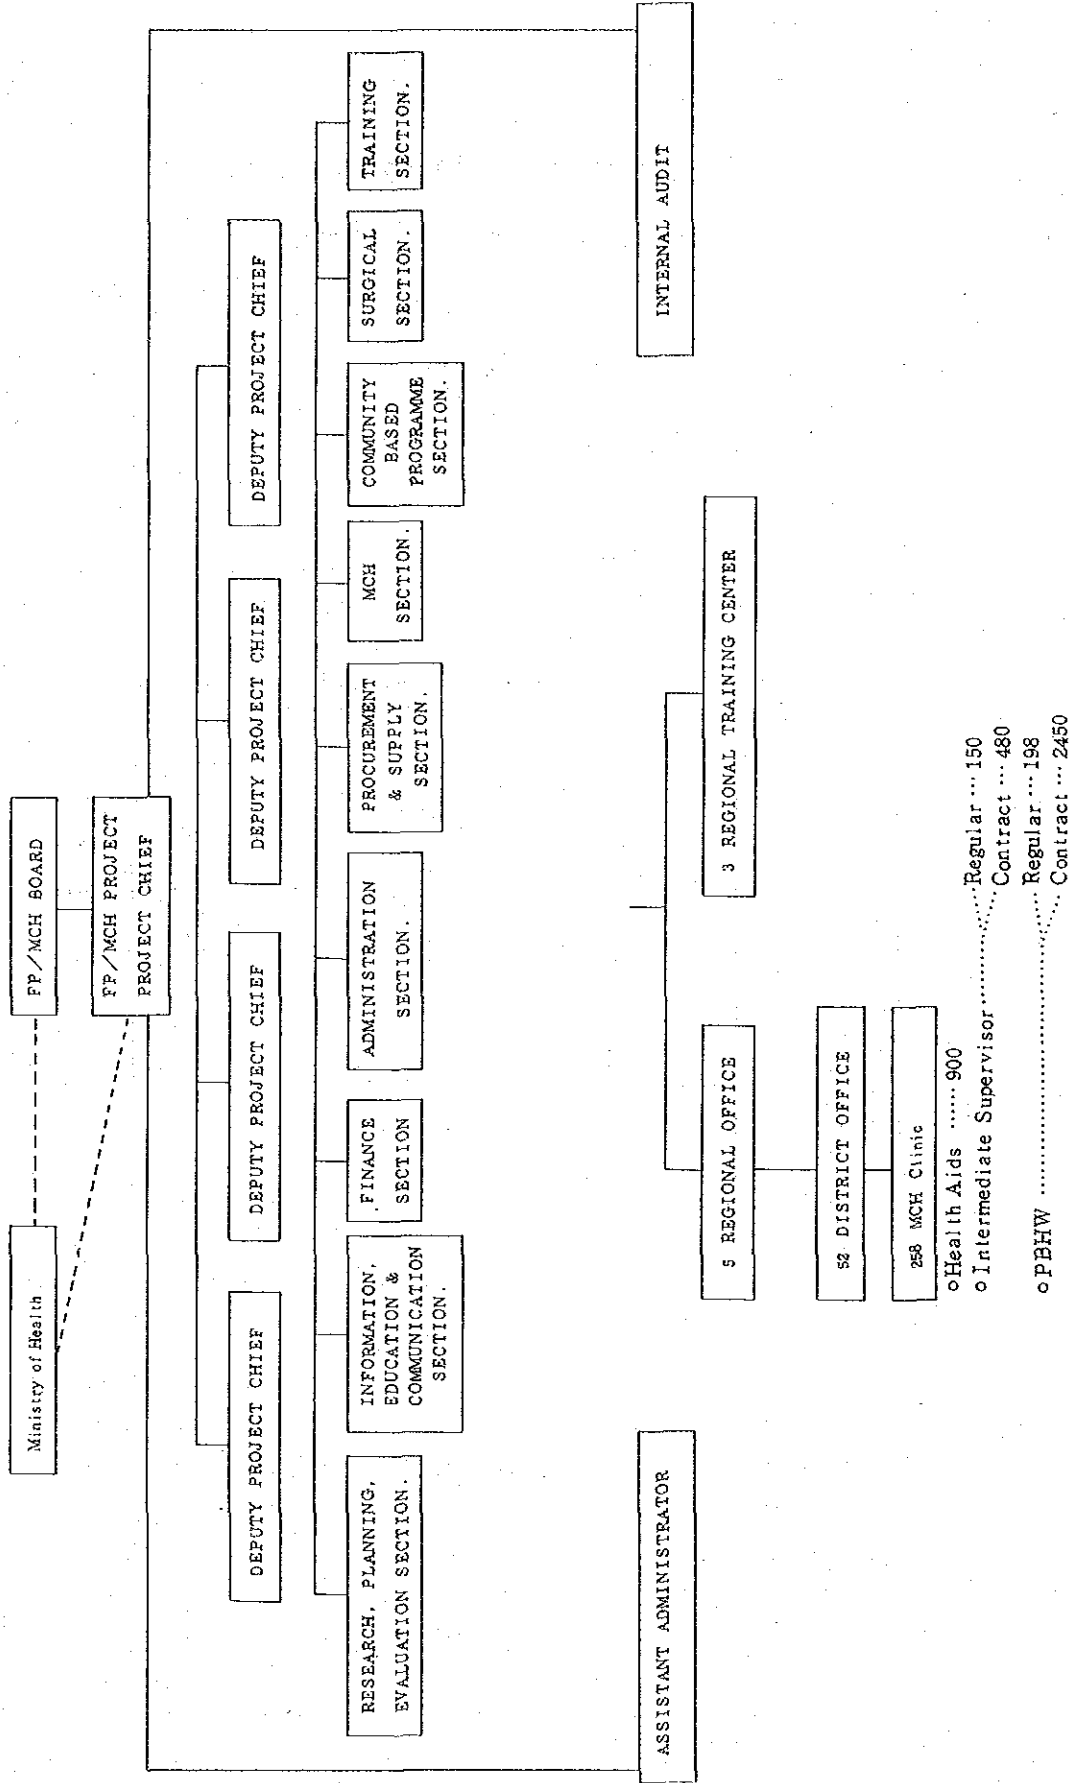 Ministry of Health
FP/MCH BOARD
FP/MCH PROJECT
PROJECT CHIEF
DEPUTY PROJECT CHIEF
DEPUTY PROJECT CHIEF
DEPUTY PROJECT CHIEF
DEPUTY PROJECT CHIEF
RESEARCH, PLANNING,
EVALUATION SECTION.
INFORMATION,
EDUCATION &
COMMUNICATION
SECTION.
FINANCE
SECTION
ADMINISTRATION
SECTION.
PROCUREMENT
& SUPPLY
SECTION.
MCH
SECTION.
COMMUNITY
BASED
PROGRAMME
SECTION.
SURGICAL
SECTION.
TRAINING
SECTION.
ASSISTANT ADMINISTRATOR
INTERNAL AUDIT
5 REGIONAL OFFICE
3 REGIONAL TRAINING CENTER
52 DISTRICT OFFICE
258 MCH Clinic
o Health Aids ...... 900
o Intermediate Supervisor ............ Regular ... 150
Contract ... 480
o PBHW ........................ Regular ... 198
Contract ... 2450